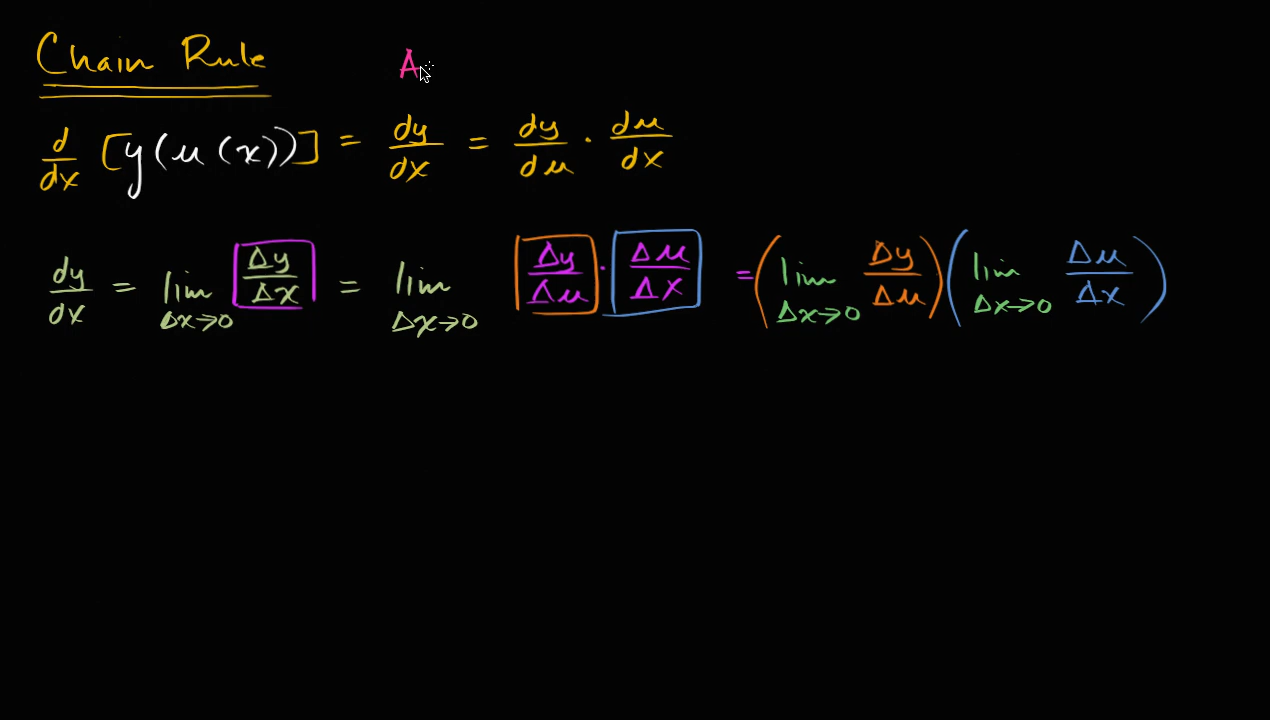 Chain Rule A
d/dx [y(u(x))] = dy/dx = dy/du · du/dx
dy/dx = lim Δx→0 Δy/Δx = lim Δx→0 Δy/Δu · Δu/Δx = (lim Δx→0 Δy/Δu)(lim Δx→0 Δu/Δx)